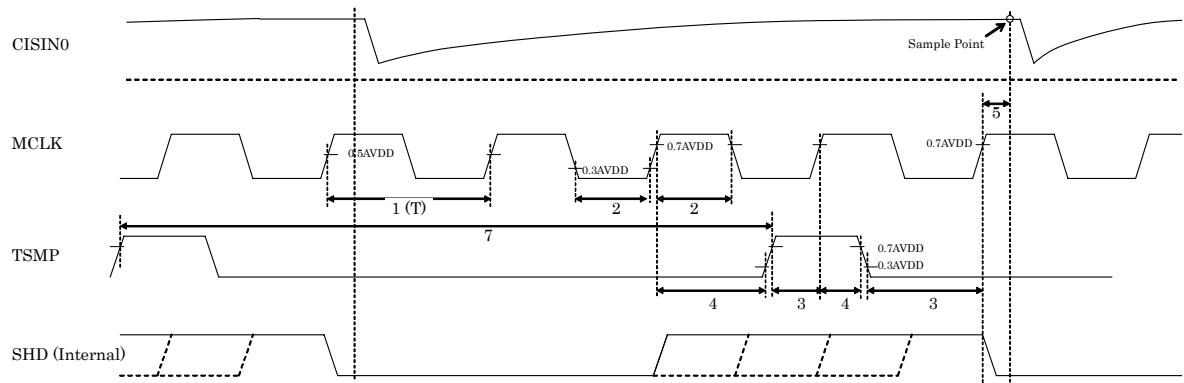 CISIN0
Sample Point
5
MCLK
0.5AVDD
0.3AVDD
0.7AVDD
0.7AVDD
1 (T)
2
2
7
TSMP
0.7AVDD
0.3AVDD
4
3
4
3
SHD (Internal)